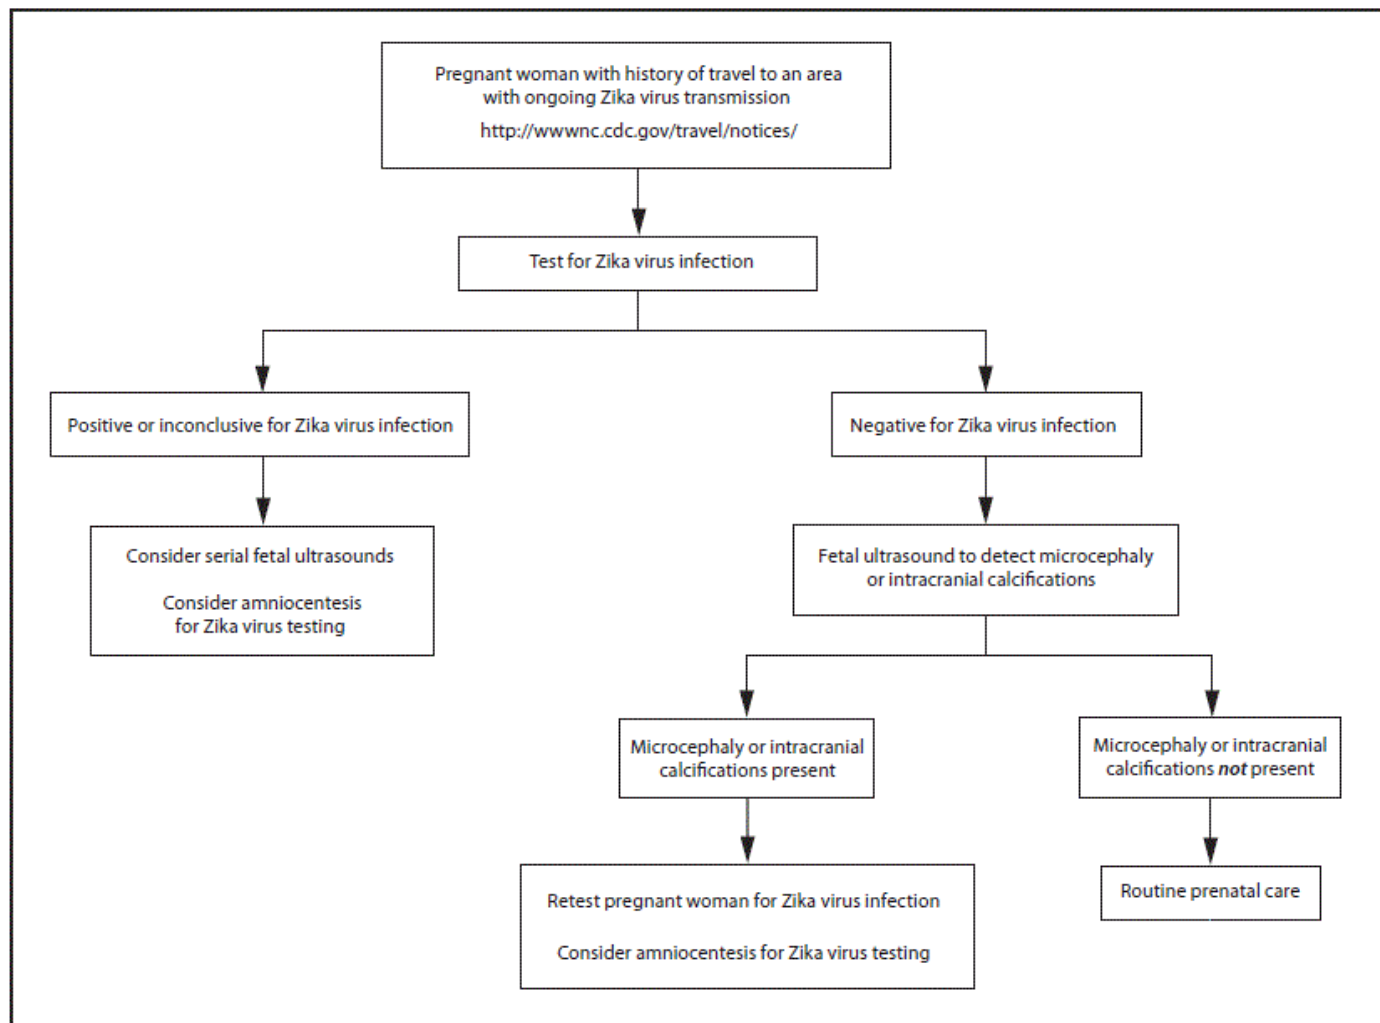 Pregnant woman with history of travel to an area
with ongoing Zika virus transmission
http://wwwnc.cdc.gov/travel/notices/
Test for Zika virus infection
Positive or inconclusive for Zika virus infection
Negative for Zika virus infection
Consider serial fetal ultrasounds
Consider amniocentesis
for Zika virus testing
Fetal ultrasound to detect microcephaly
or intracranial calcifications
Microcephaly or intracranial
calcifications present
Microcephaly or intracranial
calcifications not present
Retest pregnant woman for Zika virus infection
Consider amniocentesis for Zika virus testing
Routine prenatal care